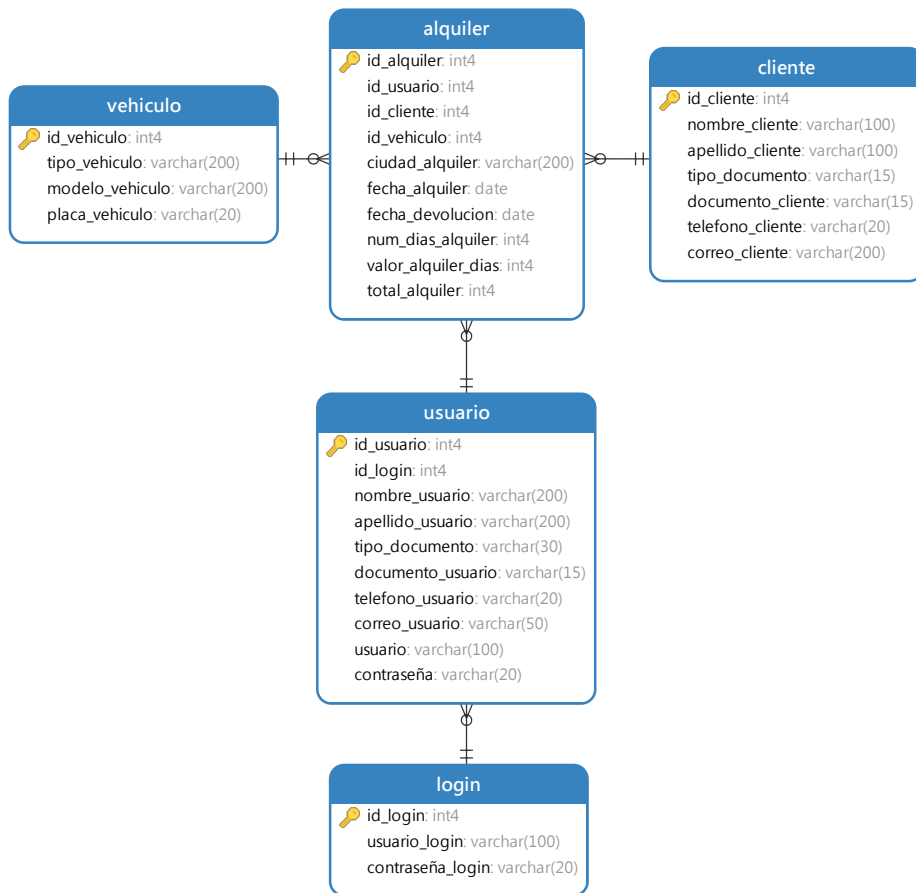 alquiler
id_alquiler: int4
id_usuario: int4
id_cliente: int4
id_vehiculo: int4
ciudad_alquiler: varchar(200)
fecha_alquiler: date
fecha_devolucion: date
num_dias_alquiler: int4
valor_alquiler_dias: int4
total_alquiler: int4
vehiculo
id_vehiculo: int4
tipo_vehiculo: varchar(200)
modelo_vehiculo: varchar(200)
placa_vehiculo: varchar(20)
cliente
id_cliente: int4
nombre_cliente: varchar(100)
apellido_cliente: varchar(100)
tipo_documento: varchar(15)
documento_cliente: varchar(15)
telefono_cliente: varchar(20)
correo_cliente: varchar(200)
usuario
id_usuario: int4
id_login: int4
nombre_usuario: varchar(200)
apellido_usuario: varchar(200)
tipo_documento: varchar(30)
documento_usuario: varchar(15)
telefono_usuario: varchar(20)
correo_usuario: varchar(50)
usuario: varchar(100)
contraseña: varchar(20)
login
id_login: int4
usuario_login: varchar(100)
contraseña_login: varchar(20)